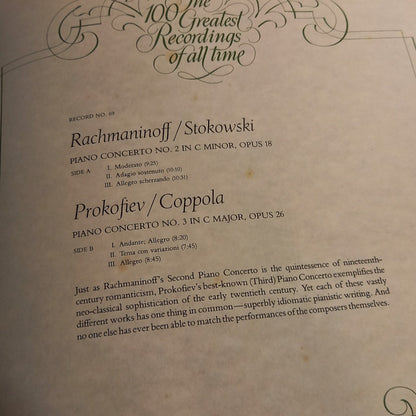 The
100
Greatest
Recordings
of all time
RECORD NO. 69
Rachmaninoff/Stokowski
PIANO CONCERTO NO. 2 IN C MINOR, OPUS 18
SIDE A I. Moderato (9:25)
II. Adagio sostenuto (10:50)
III. Allegro scherzando (10:51)
Prokofiev/Coppola
PIANO CONCERTO NO. 3 IN C MAJOR, OPUS 26
SIDE B I. Andante; Allegro (8:20)
II. Tema con variazioni (7:45)
III. Allegro (8:45)
Just as Rachmaninoff's Second Piano Concerto is the quintessence of nineteenth-
century romanticism, Prokofiev's best-known (Third) Piano Concerto exemplifies the
neo-classical sophistication of the early twentieth century. Yet each of these vastly
different works has one thing in common—superbly idiomatic pianistic writing. And
no one else has ever been able to match the performances of the composers themselves.